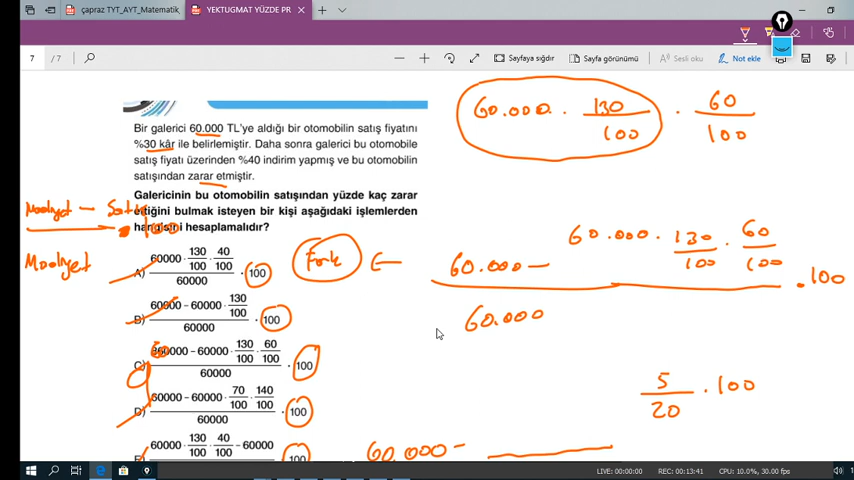 çapraz TYT_AYT_Matematik
YEKTUGMAT YÜZDE PR
7 /7
Sayfaya sığdır
Sayfa görünümü
Sesli oku
Not ekle
Bir galerici 60.000 TL'ye aldığı bir otomobilin satış fiyatını
%30 kâr ile belirlemiştir. Daha sonra galerici bu otomobile
satış fiyatı üzerinden %40 indirim yapmış ve bu otomobilin
satışından zarar etmiştir.
Galericinin bu otomobilin satışından yüzde kaç zarar
ettiğini bulmak isteyen bir kişi aşağıdaki işlemlerden
hangisini hesaplamalıdır?
A) 60000 · 130/100 · 40/100 / 60000 · 100
B) 60000 – 60000 · 130/100 / 60000 · 100
C) 60000 – 60000 · 130/100 · 60/100 / 60000 · 100
D) 60000 – 60000 · 70/100 · 140/100 / 60000 · 100
E) 60000 · 130/100 · 40/100 – 60000 · 100
Maliyet – Satış
. 100
Maliyet
60.000 · 130/100 · 60/100
Fark
60.000 – 60.000 · 130/100 · 60/100 / 60.000 . 100
5/20 · 100
60.000 –
LIVE: 00:00:00
REC: 00:13:41
CPU: 10.0%, 30.00 fps